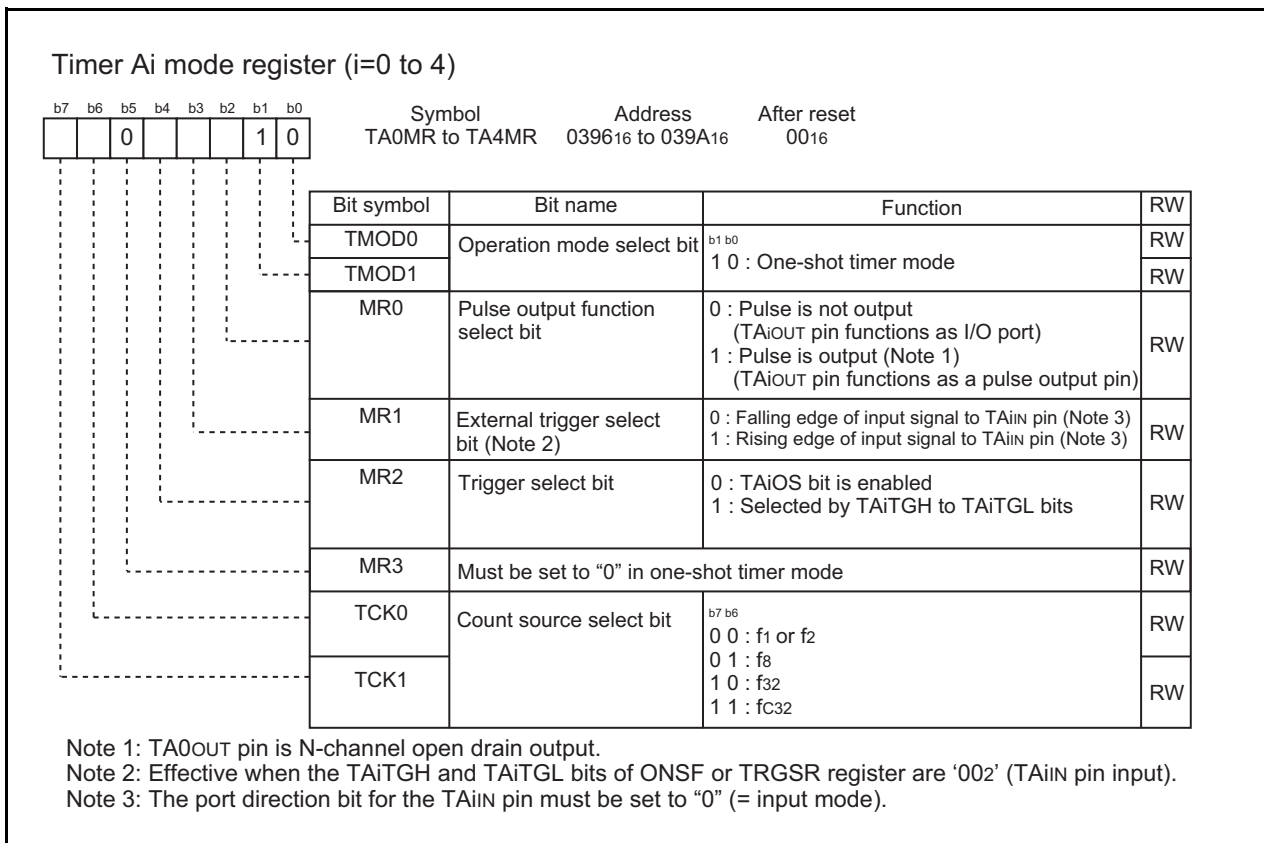 Timer Ai mode register (i=0 to 4)
b7 b6 b5 b4 b3 b2 b1 b0
0 1 0
Symbol Address After reset
TA0MR to TA4MR 039616 to 039A16 0016
Bit symbol Bit name Function RW
TMOD0 Operation mode select bit b1 b0 RW
1 0 : One-shot timer mode
TMOD1 RW
MR0 Pulse output function select bit
0 : Pulse is not output
(TAiOUT pin functions as I/O port)
1 : Pulse is output (Note 1)
(TAiOUT pin functions as a pulse output pin)
RW
MR1 External trigger select bit (Note 2)
0 : Falling edge of input signal to TAiIN pin (Note 3)
1 : Rising edge of input signal to TAiIN pin (Note 3)
RW
MR2 Trigger select bit
0 : TAiOS bit is enabled
1 : Selected by TAiTGH to TAiTGL bits
RW
MR3 Must be set to “0” in one-shot timer mode RW
TCK0 Count source select bit b7 b6 RW
0 0 : f1 or f2
0 1 : f8
TCK1 1 0 : f32 RW
1 1 : fC32
Note 1: TA0OUT pin is N-channel open drain output.
Note 2: Effective when the TAiTGH and TAiTGL bits of ONSF or TRGSR register are ‘002’ (TAiIN pin input).
Note 3: The port direction bit for the TAiIN pin must be set to “0” (= input mode).